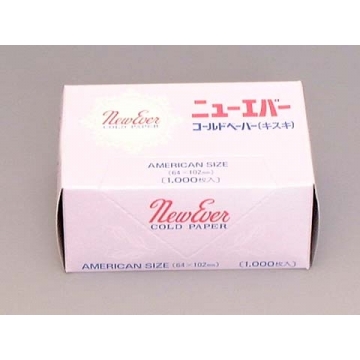 NewEver
COLD PAPER
ニューエバー
コールドペーパー(キスキ)
AMERICAN SIZE
(64-102mm)
〔1,000枚入〕
NewEver
COLD PAPER
AMERICAN SIZE (64-102mm) 〔1,000枚入〕